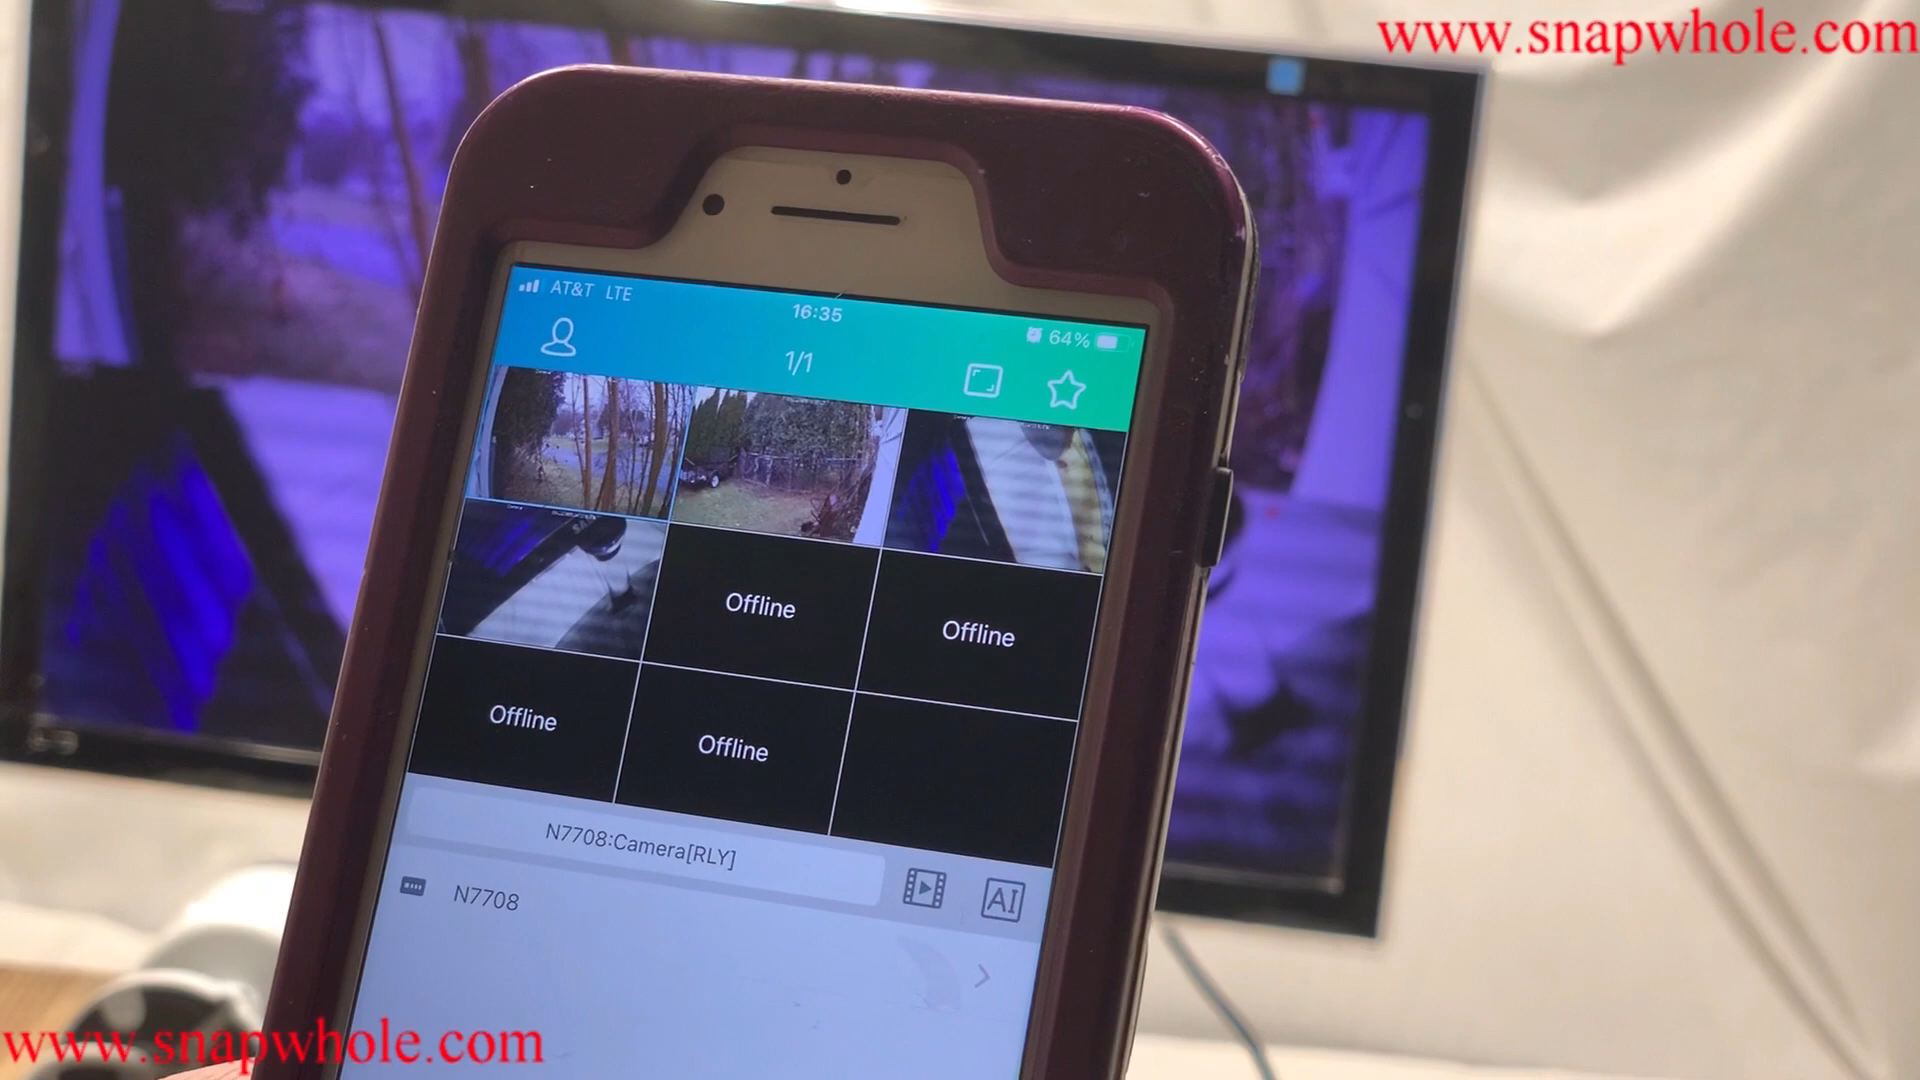 www.snapwhole.com
AT&T LTE
16:35
64%
1/1
Offline
Offline
Offline
Offline
N7708:Camera[RLY]
AI
N7708
www.snapwhole.com